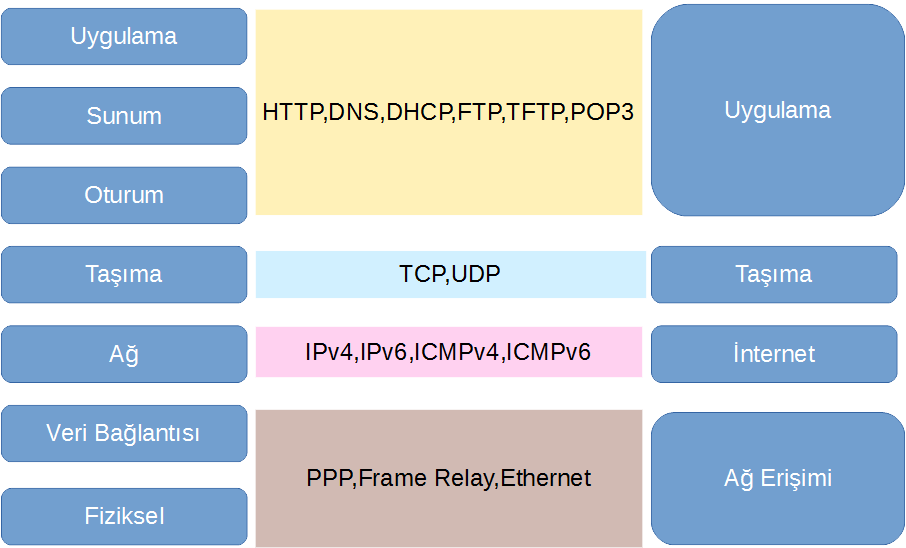 Uygulama
Sunum
Oturum
Taşıma
Ağ
Veri Bağlantısı
Fiziksel
HTTP,DNS,DHCP,FTP,TFTP,POP3
TCP,UDP
IPv4,IPv6,ICMPv4,ICMPv6
PPP,Frame Relay,Ethernet
Uygulama
Taşıma
İnternet
Ağ Erişimi